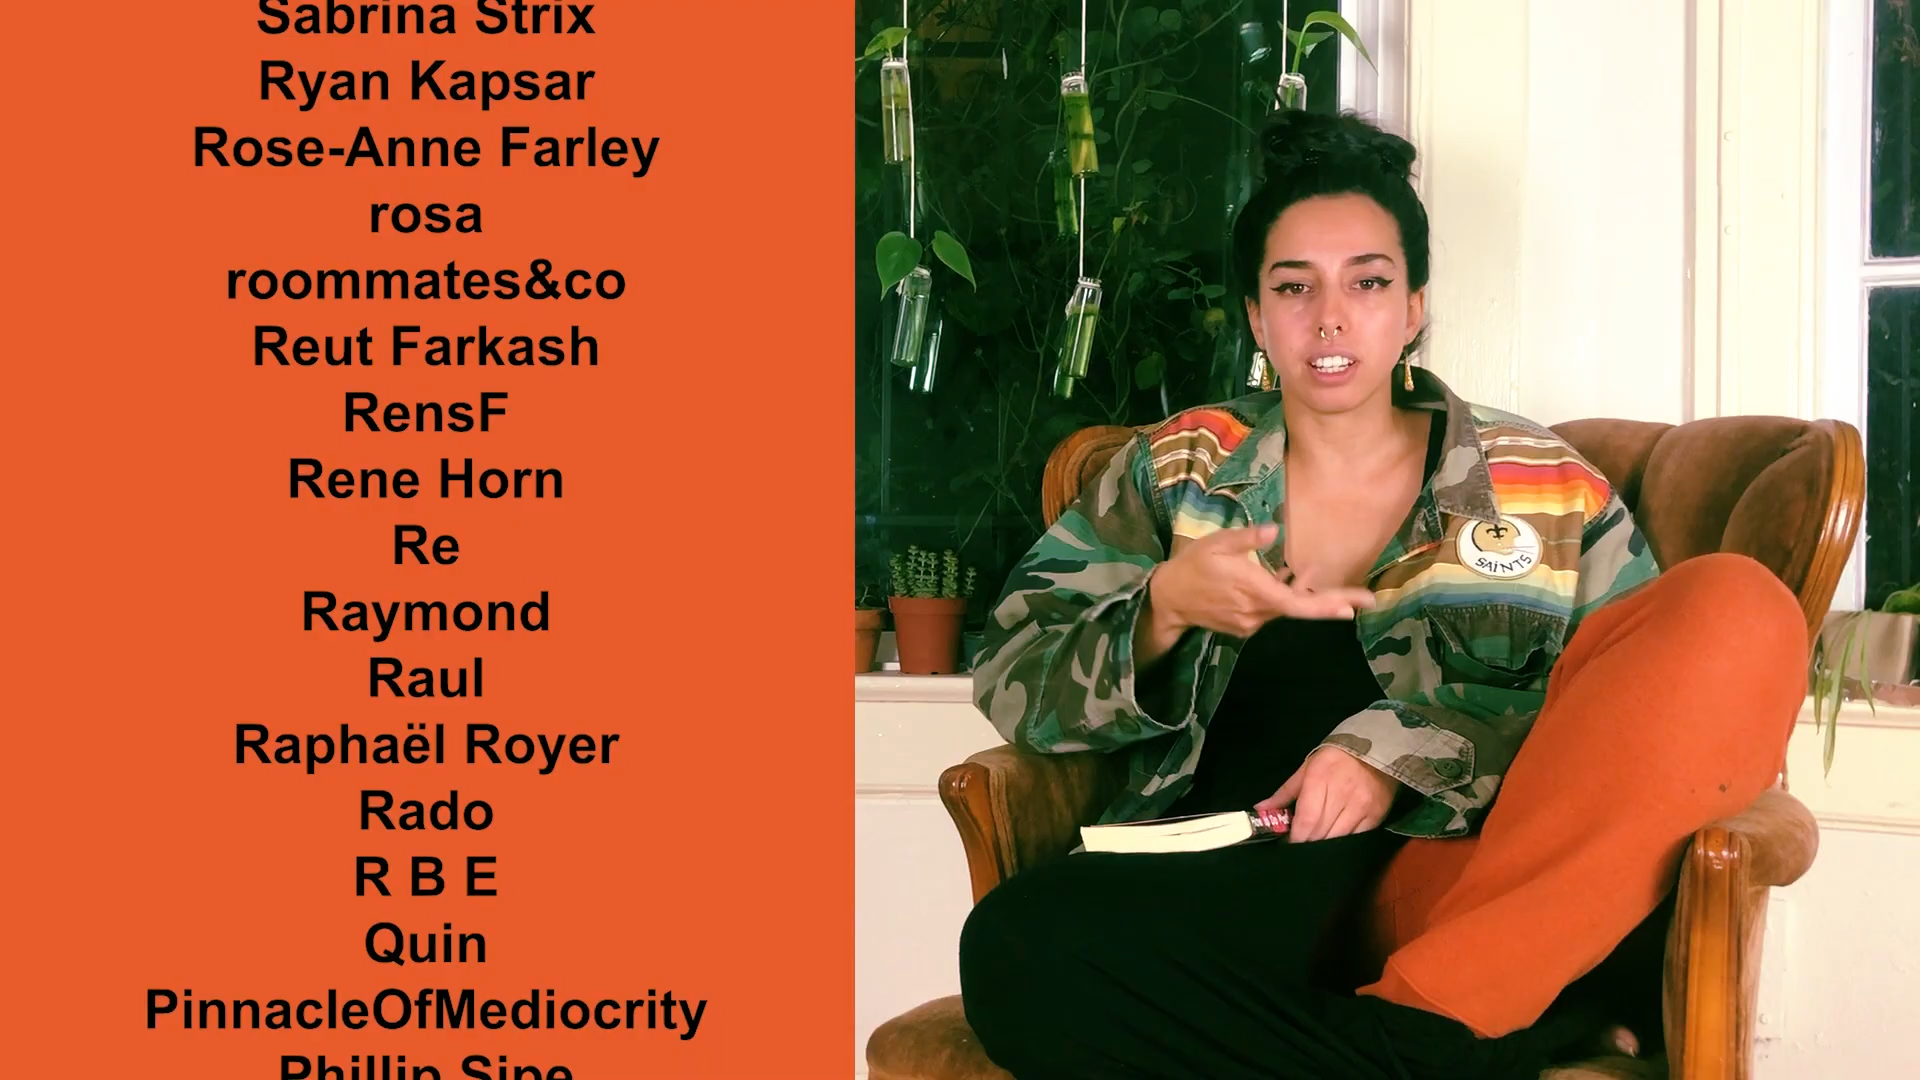 Sabrina Strix
Ryan Kapsar
Rose-Anne Farley
rosa
roommates&co
Reut Farkash
RensF
Rene Horn
Re
Raymond
Raul
Raphaël Royer
Rado
R B E
Quin
PinnacleOfMediocrity
Phillip Sipe
SAINTS